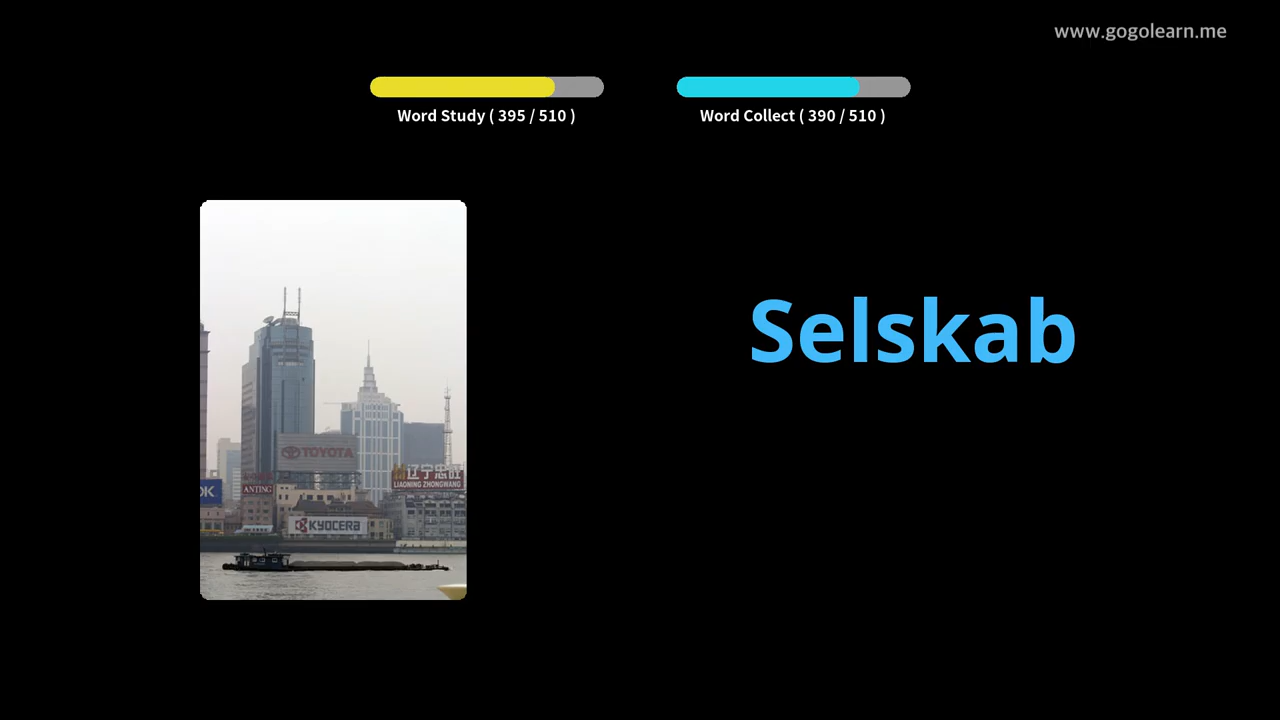 www.gogolearn.me
Word Study ( 395 / 510 )
Word Collect ( 390 / 510 )
Selskab
TOYOTA
OK
ANTING
辽宁忠旺
LIAONING ZHONGWANG
KYOCERA